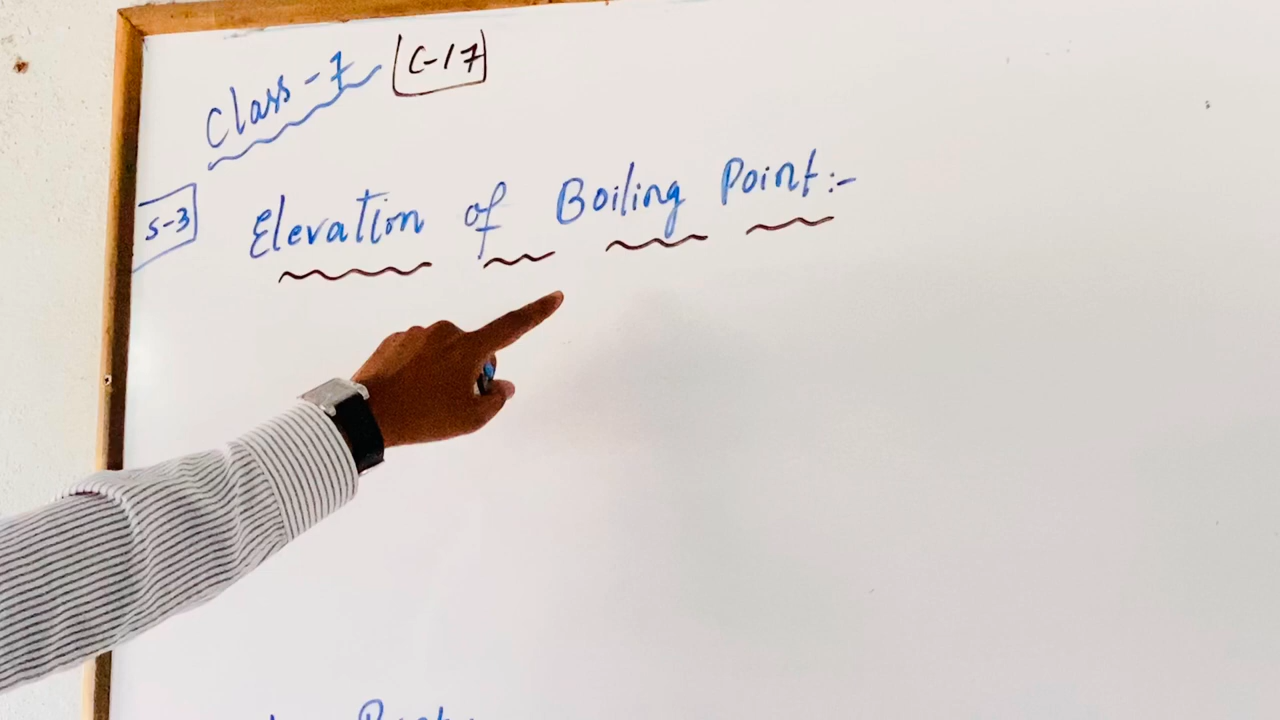 Class-7 C-17
S-3 Elevation of Boiling Point:-